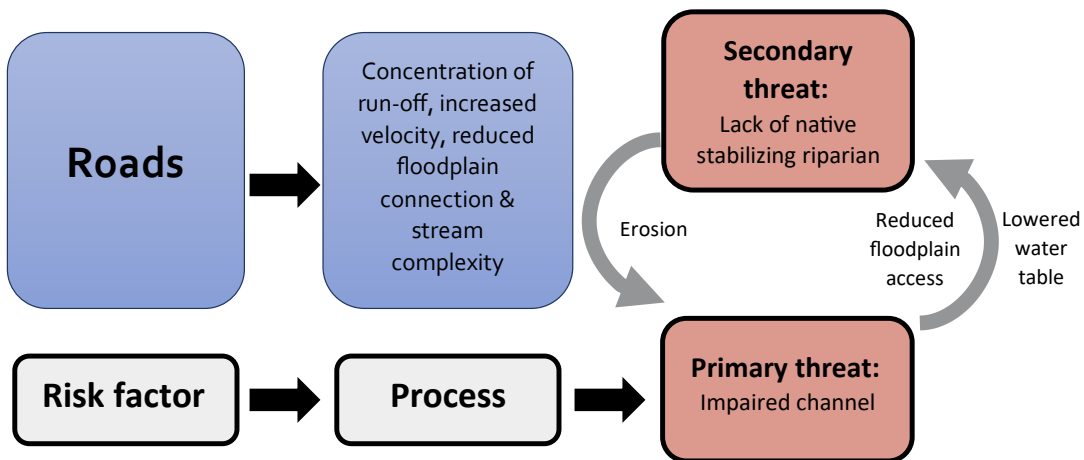 Roads
Concentration of
run-off, increased
velocity, reduced
floodplain
connection &
stream
complexity
Secondary
threat:
Lack of native
stabilizing riparian
Erosion
Reduced
floodplain
access
Lowered
water
table
Risk factor
Process
Primary threat:
Impaired channel